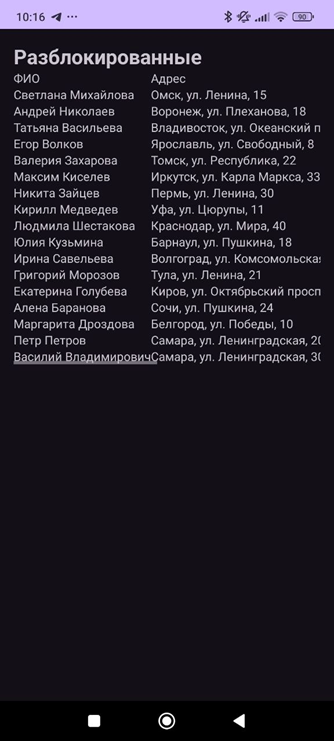 10:16 90
Разблокированные
ФИО Адрес
Светлана Михайлова Омск, ул. Ленина, 15
Андрей Николаев Воронеж, ул. Плеханова, 18
Татьяна Васильева Владивосток, ул. Океанский п
Егор Волков Ярославль, ул. Свободный, 8
Валерия Захарова Томск, ул. Республика, 22
Максим Киселев Иркутск, ул. Карла Маркса, 33
Никита Зайцев Пермь, ул. Ленина, 30
Кирилл Медведев Уфа, ул. Цюрупы, 11
Людмила Шестакова Краснодар, ул. Мира, 40
Юлия Кузьмина Барнаул, ул. Пушкина, 18
Ирина Савельева Волгоград, ул. Комсомольская
Григорий Морозов Тула, ул. Ленина, 21
Екатерина Голубева Киров, ул. Октябрьский просп
Алена Баранова Сочи, ул. Пушкина, 24
Маргарита Дроздова Белгород, ул. Победы, 10
Петр Петров Самара, ул. Ленинградская, 20
Василий Владимирович Самара, ул. Ленинградская, 30